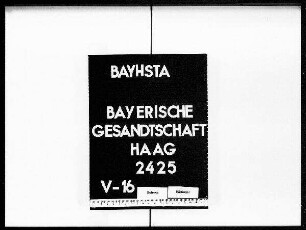 BAYHSTA
BAYERISCHE
GESANDTSCHAFT
HAAG
2425
V-16